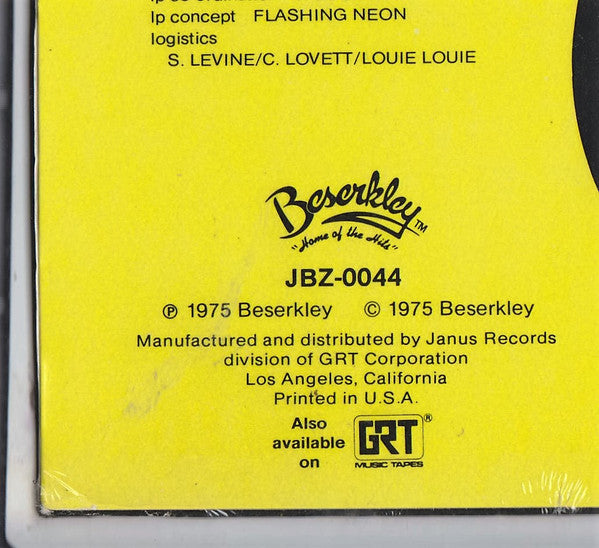 lp concept FLASHING NEON
logistics
S. LEVINE/C. LOVETT/LOUIE LOUIE
Beserkley TM
"Home of the Hits"
JBZ-0044
℗ 1975 Beserkley © 1975 Beserkley
Manufactured and distributed by Janus Records
division of GRT Corporation
Los Angeles, California
Printed in U.S.A.
Also
available
on
GRT®
MUSIC TAPES